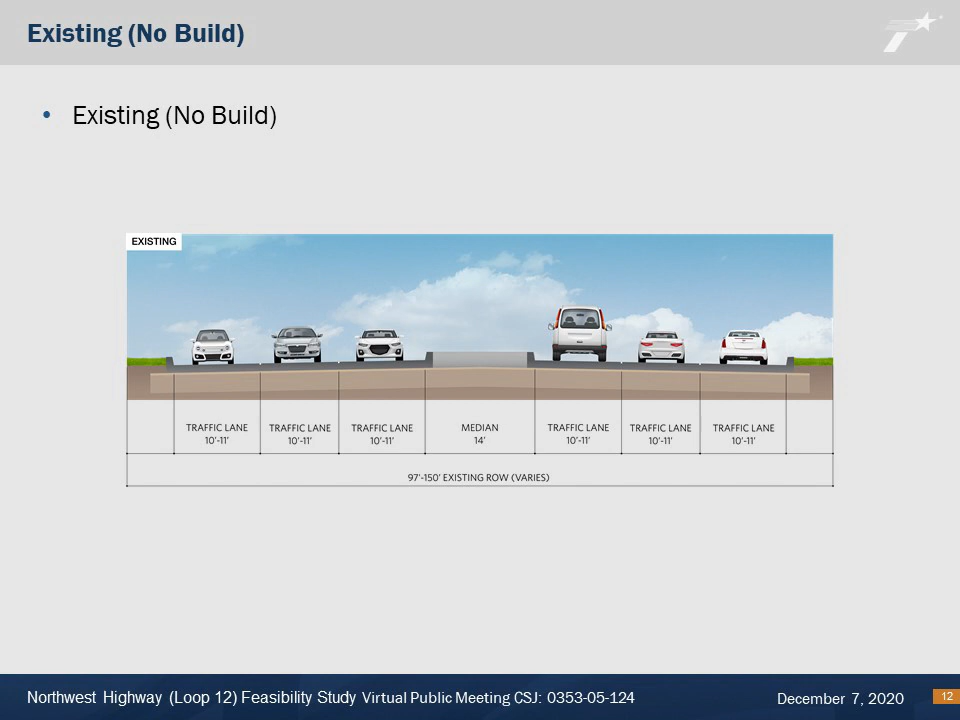 Existing (No Build)
• Existing (No Build)
EXISTING
TRAFFIC LANE TRAFFIC LANE TRAFFIC LANE MEDIAN TRAFFIC LANE TRAFFIC LANE TRAFFIC LANE
10'-11' 10'-11' 10'-11' 14' 10'-11' 10'-11' 10'-11'
97'-150' EXISTING ROW (VARIES)
Northwest Highway (Loop 12) Feasibility Study Virtual Public Meeting CSJ: 0353-05-124 December 7, 2020 12